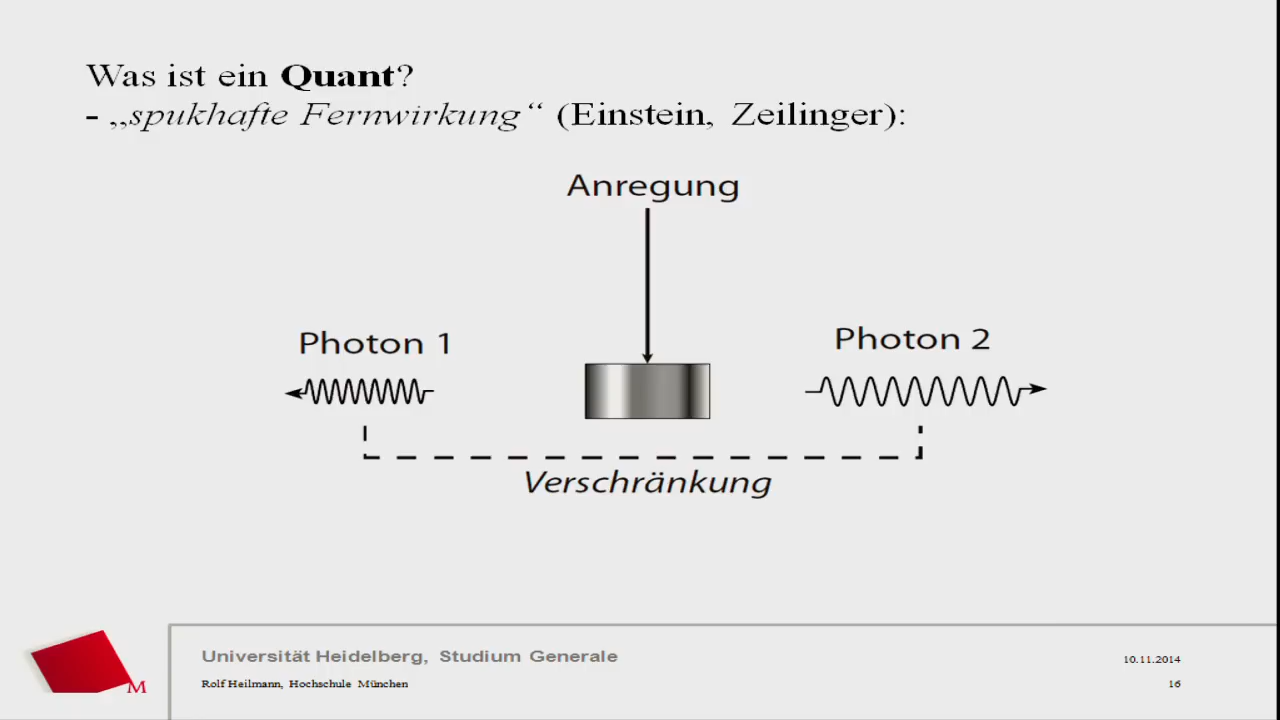 Was ist ein Quant?
- „spukhafte Fernwirkung“ (Einstein, Zeilinger):
Anregung
Photon 1
Photon 2
Verschränkung
M
Universität Heidelberg, Studium Generale
10.11.2014
Rolf Heilmann, Hochschule München
16